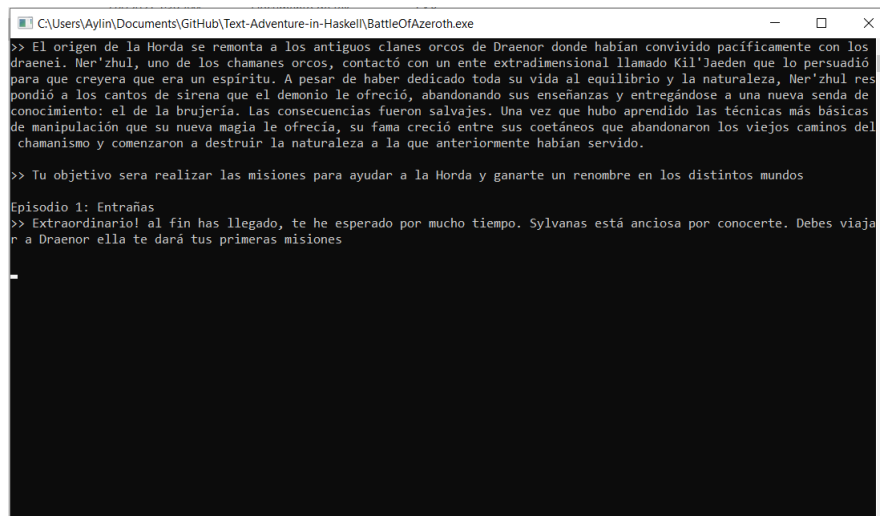 C:\Users\Aylin\Documents\GitHub\Text-Adventure-in-Haskell\BattleOfAzeroth.exe
>> El origen de la Horda se remonta a los antiguos clanes orcos de Draenor donde habían convivido pacíficamente con los
draenei. Ner'zhul, uno de los chamanes orcos, contactó con un ente extradimensional llamado Kil'Jaeden que lo persuadió
para que creyera que era un espíritu. A pesar de haber dedicado toda su vida al equilibrio y la naturaleza, Ner'zhul res
pondió a los cantos de sirena que el demonio le ofreció, abandonando sus enseñanzas y entregándose a una nueva senda de
conocimiento: el de la brujería. Las consecuencias fueron salvajes. Una vez que hubo aprendido las técnicas más básicas
de manipulación que su nueva magia le ofrecía, su fama creció entre sus coetáneos que abandonaron los viejos caminos del
chamanismo y comenzaron a destruir la naturaleza a la que anteriormente habían servido.
>> Tu objetivo sera realizar las misiones para ayudar a la Horda y ganarte un renombre en los distintos mundos
Episodio 1: Entrañas
>> Extraordinario! al fin has llegado, te he esperado por mucho tiempo. Sylvanas está anciosa por conocerte. Debes viaja
r a Draenor ella te dará tus primeras misiones